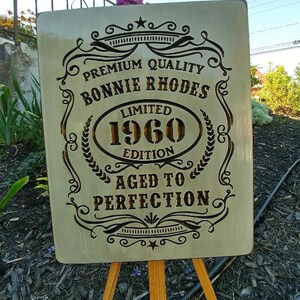 PREMIUM QUALITY
BONNIE RHODES
LIMITED
1960
EDITION
AGED TO
PERFECTION